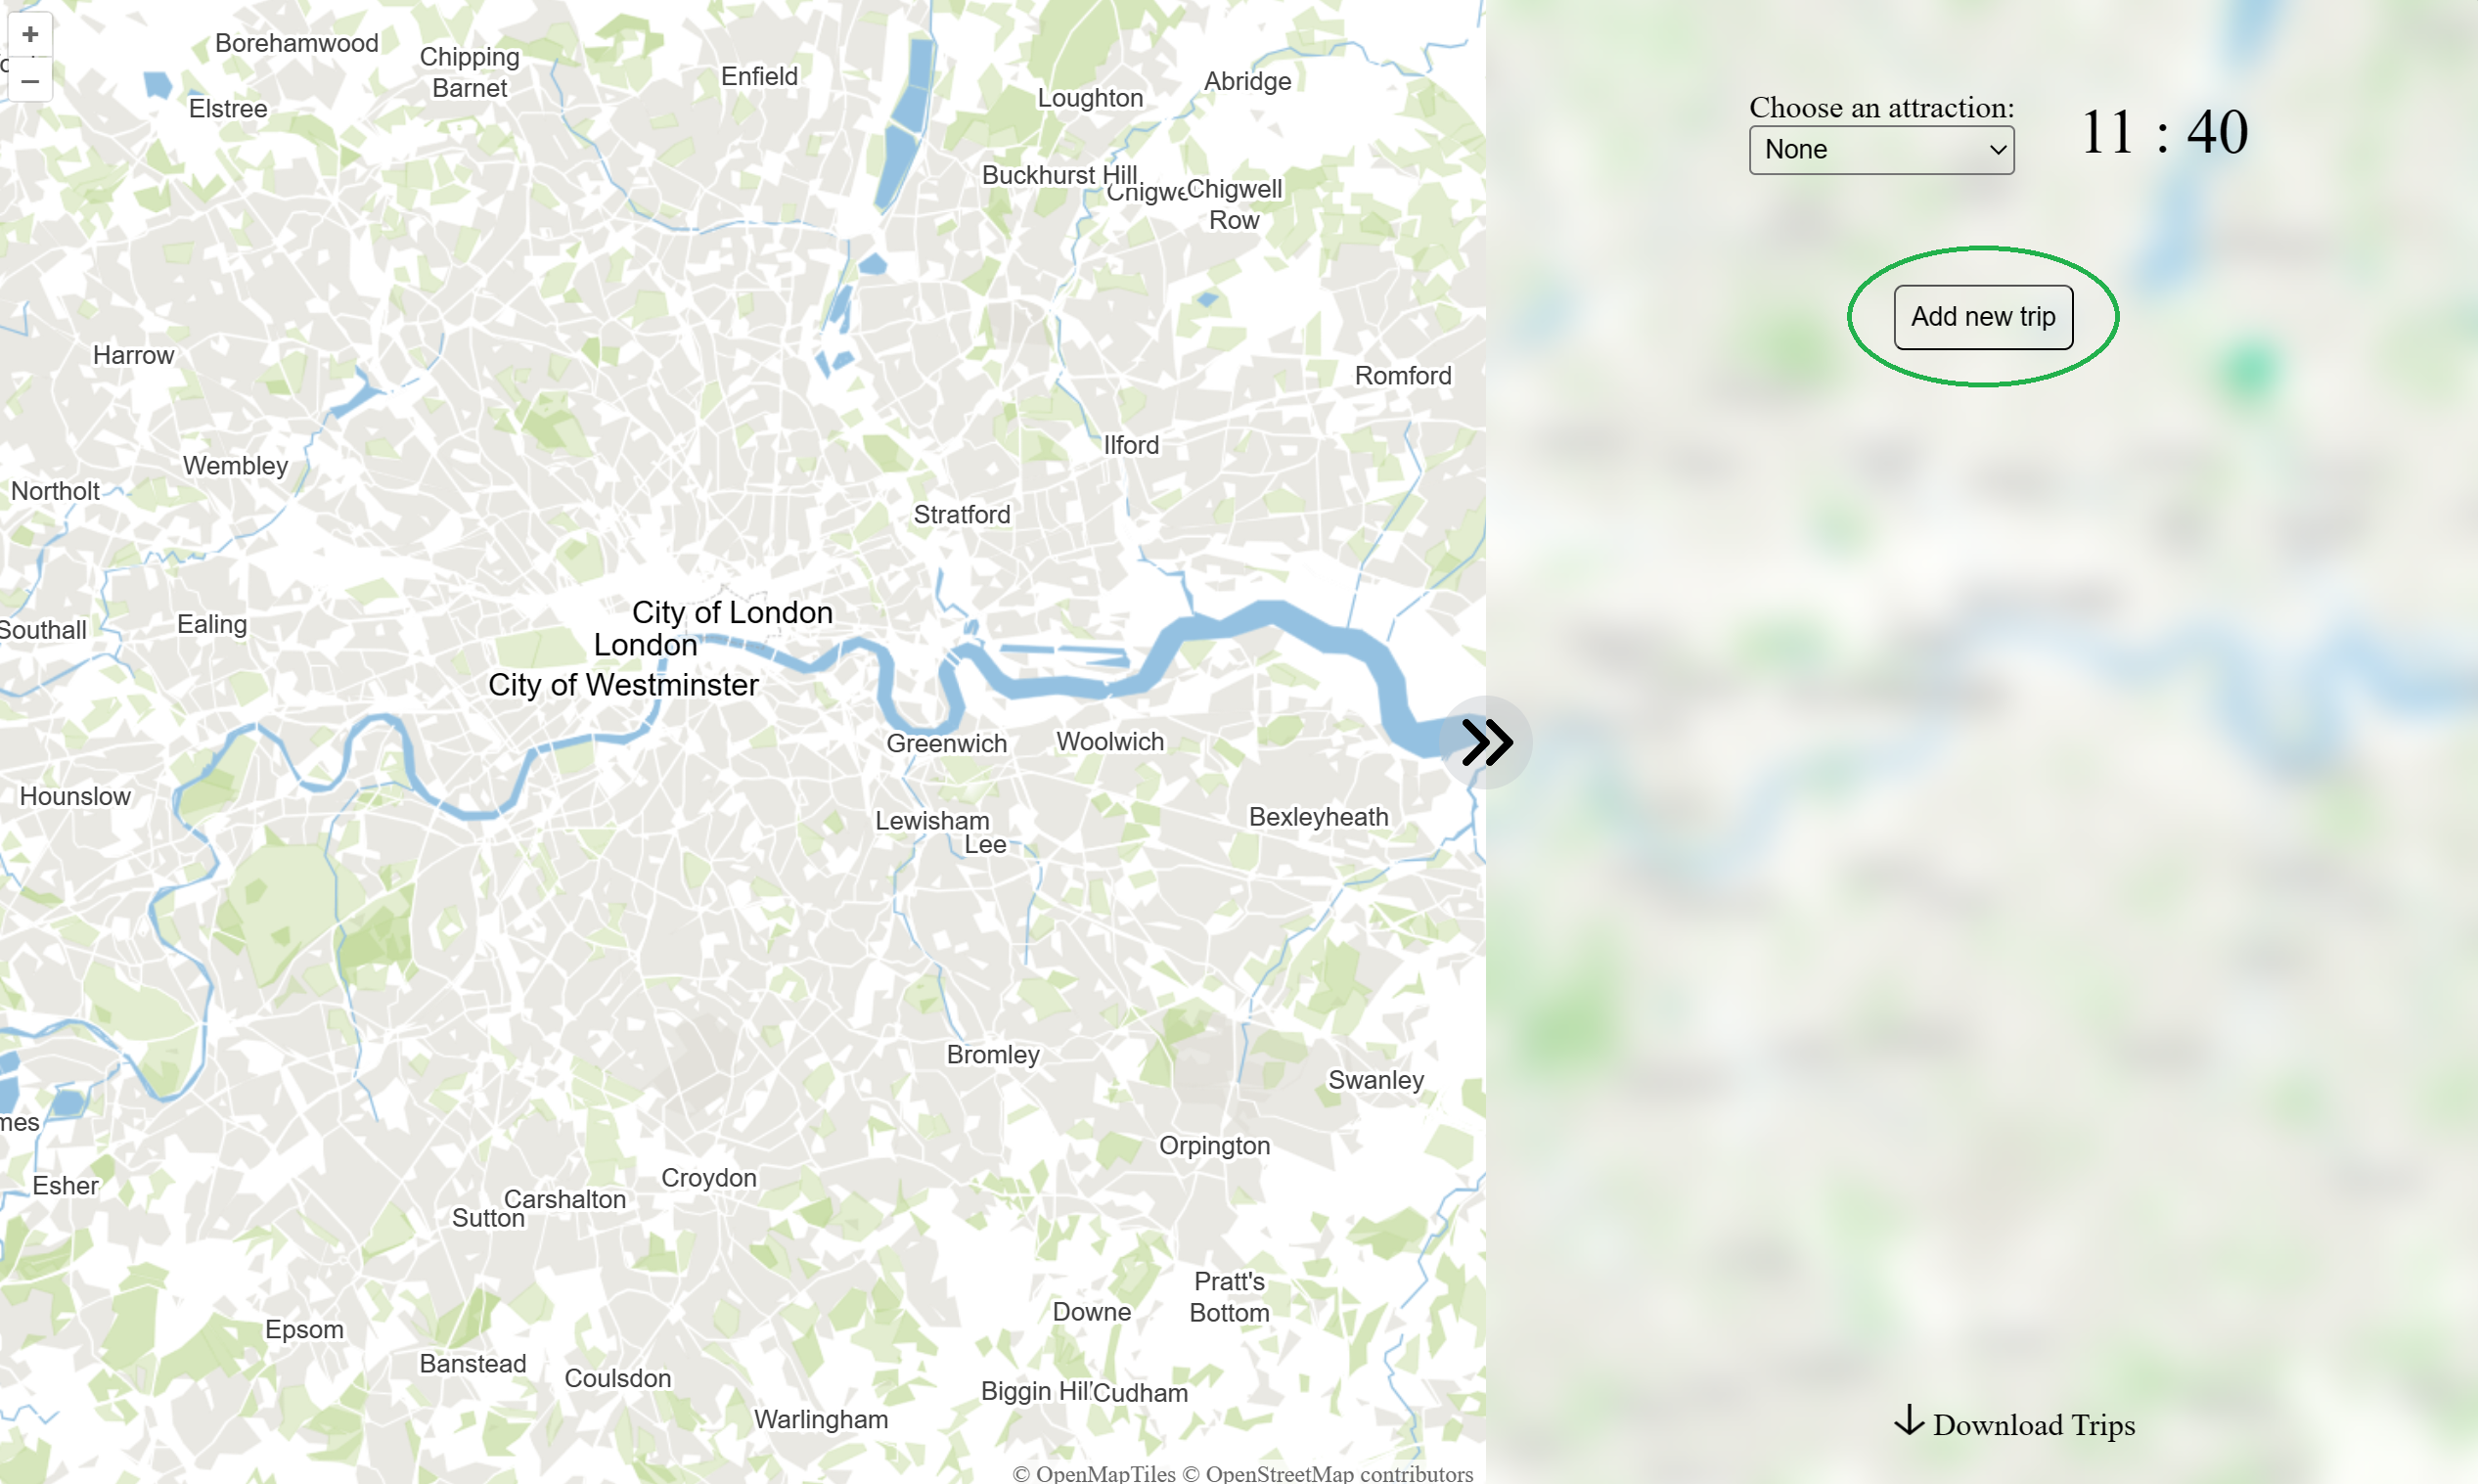 +
−
Borehamwood
Chipping
Barnet
Enfield
Elstree
Loughton
Abridge
Buckhurst Hill
Chigwell
Row
Harrow
Romford
Ilford
Wembley
Northolt
Stratford
City of London
London
City of Westminster
Southall
Ealing
Greenwich
Woolwich
Hounslow
Lewisham
Lee
Bexleyheath
Bromley
Swanley
Orpington
Esher
Croydon
Carshalton
Sutton
Pratt's
Bottom
Downe
Epsom
Banstead
Coulsdon
Biggin Hill
Cudham
Warlingham
© OpenMapTiles © OpenStreetMap contributors
Choose an attraction:
None
11 : 40
Add new trip
Download Trips